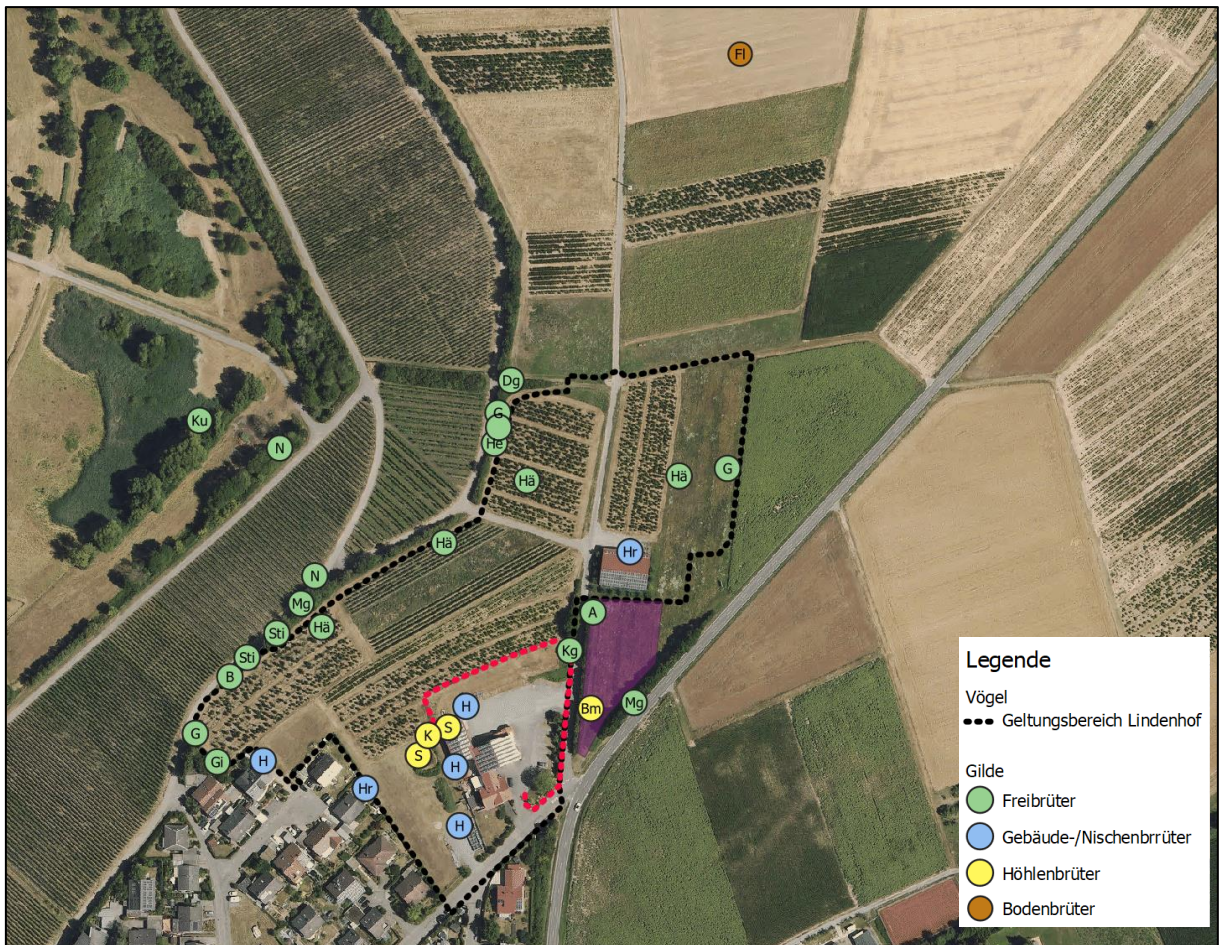 Fl
Dg
G
He
Ku
N
Hä
Hä
G
Hä
Hr
N
Mg
A
Hä
Sti
Kg
Sti
B
Mg
H
Bm
S
G
K
S
Gi
H
H
Hr
H
Legende
Vögel
Geltungsbereich Lindenhof
Gilde
Freibrüter
Gebäude-/Nischenbrrüter
Höhlenbrüter
Bodenbrüter